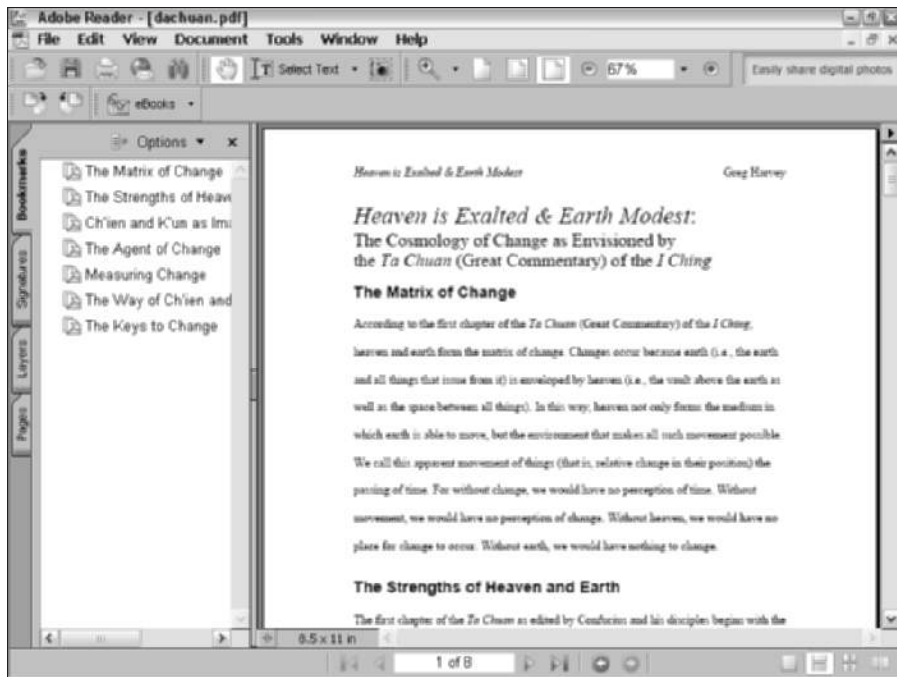 Adobe Reader - [dachuan.pdf]
File Edit View Document Tools Window Help
Select Text 67% Easily share digital photos
eBooks
Options
Bookmarks
Signatures
Layers
Pages
The Matrix of Change
The Strengths of Heav
Ch'ien and K'un as Im
The Agent of Change
Measuring Change
The Way of Ch'ien and
The Keys to Change
Heaven is Exalted & Earth Modest Greg Harvey
Heaven is Exalted & Earth Modest:
The Cosmology of Change as Envisioned by
the Ta Chuan (Great Commentary) of the I Ching
The Matrix of Change
According to the first chapter of the Ta Chuan (Great Commentary) of the I Ching,
heaven and earth form the matrix of change. Changes occur because earth (i.e., the earth
and all things that issue from it) is enveloped by heaven (i.e., the vault above the earth as
well as the space between all things). In this way, heaven not only forms the medium in
which earth is able to move, but the environment that makes all such movement possible.
We call this apparent movement of things (that is, relative change in their position) the
passing of time. For without change, we would have no perception of time. Without
movement, we would have no perception of change. Without heaven, we would have no
place for change to occur. Without earth, we would have nothing to change.
The Strengths of Heaven and Earth
The first chapter of the Ta Chuan as edited by Confucius and his disciples begins with the
8.5 x 11 in
1 of 8